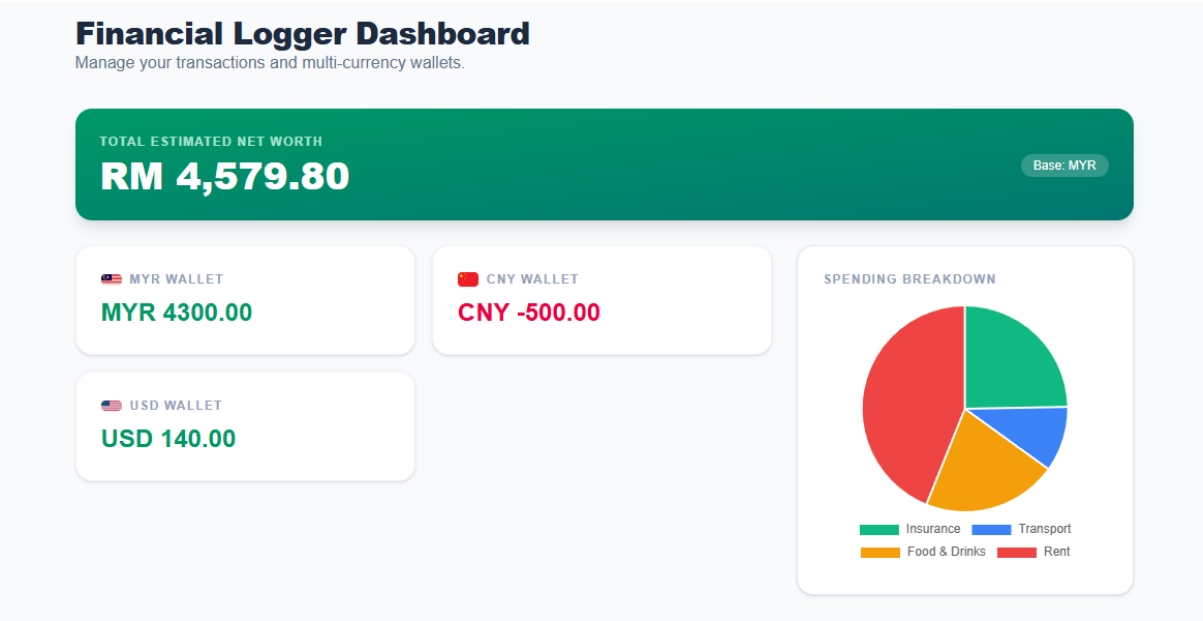 Financial Logger Dashboard
Manage your transactions and multi-currency wallets.
TOTAL ESTIMATED NET WORTH
RM 4,579.80
Base: MYR
MYR WALLET
MYR 4300.00
CNY WALLET
CNY -500.00
USD WALLET
USD 140.00
SPENDING BREAKDOWN
Insurance Transport
Food & Drinks Rent